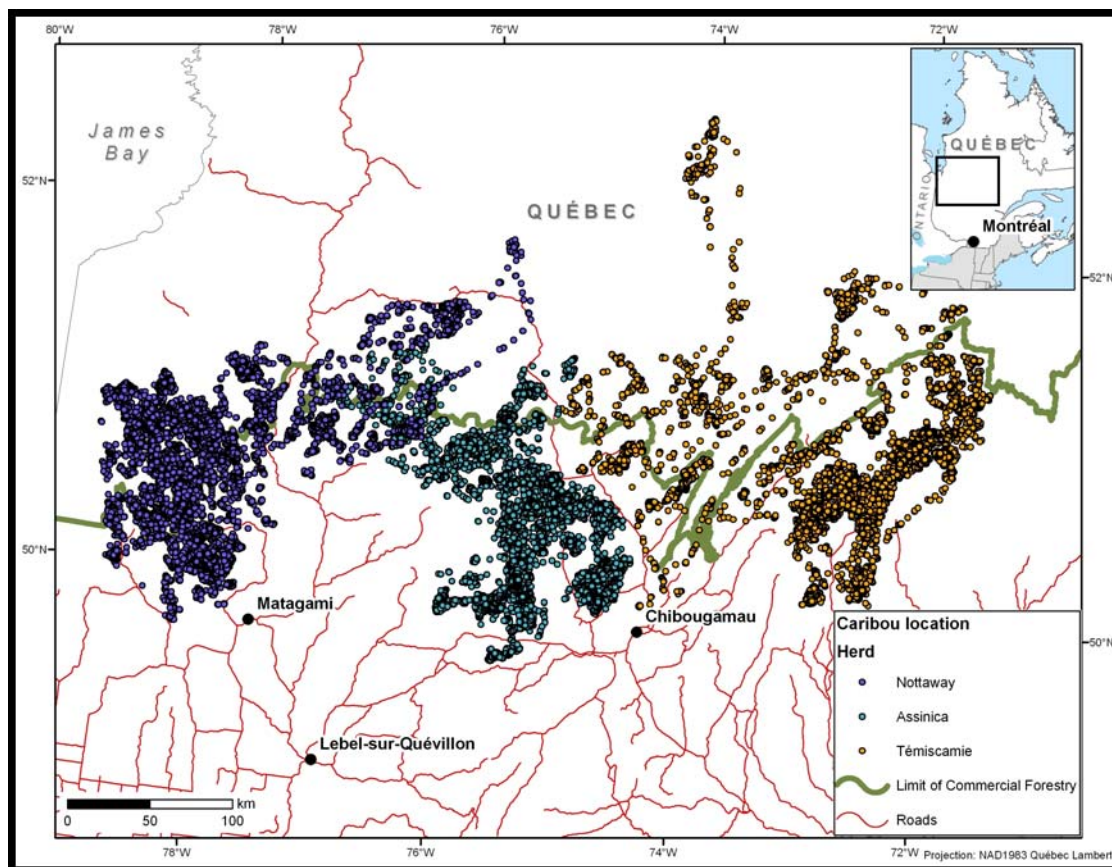 80°W
78°W
76°W
74°W
72°W
James
Bay
QUÉBEC
ONTARIO
Montréal
52°N
QUÉBEC
52°N
50°N
Matagami
Chibougamau
50°N
Lebel-sur-Quévillon
Caribou location
Herd
Nottaway
Assinica
Témiscamie
Limit of Commercial Forestry
Roads
km
0 50 100
78°W
76°W
74°W
72°W
Projection: NAD1983 Québec Lambert